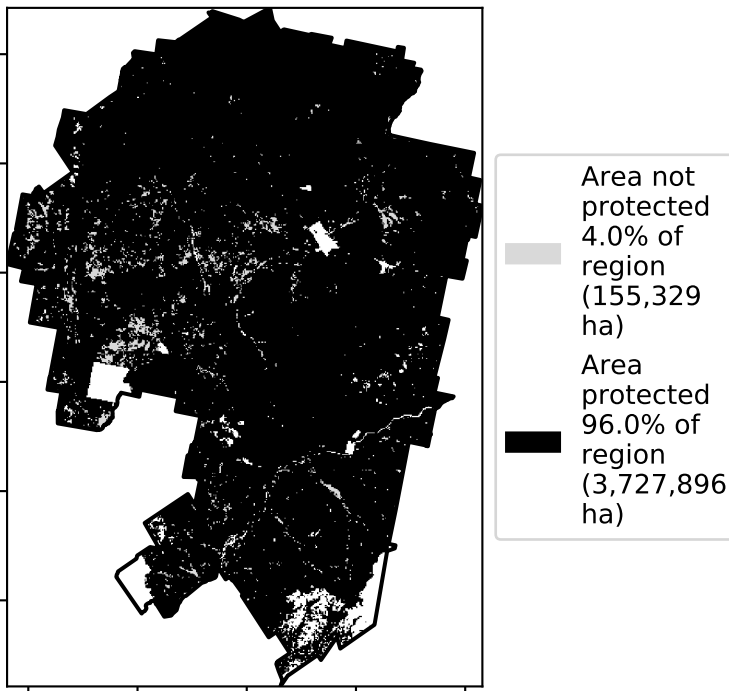 Area not
protected
4.0% of
region
(155,329
ha)
Area
protected
96.0% of
region
(3,727,896
ha)